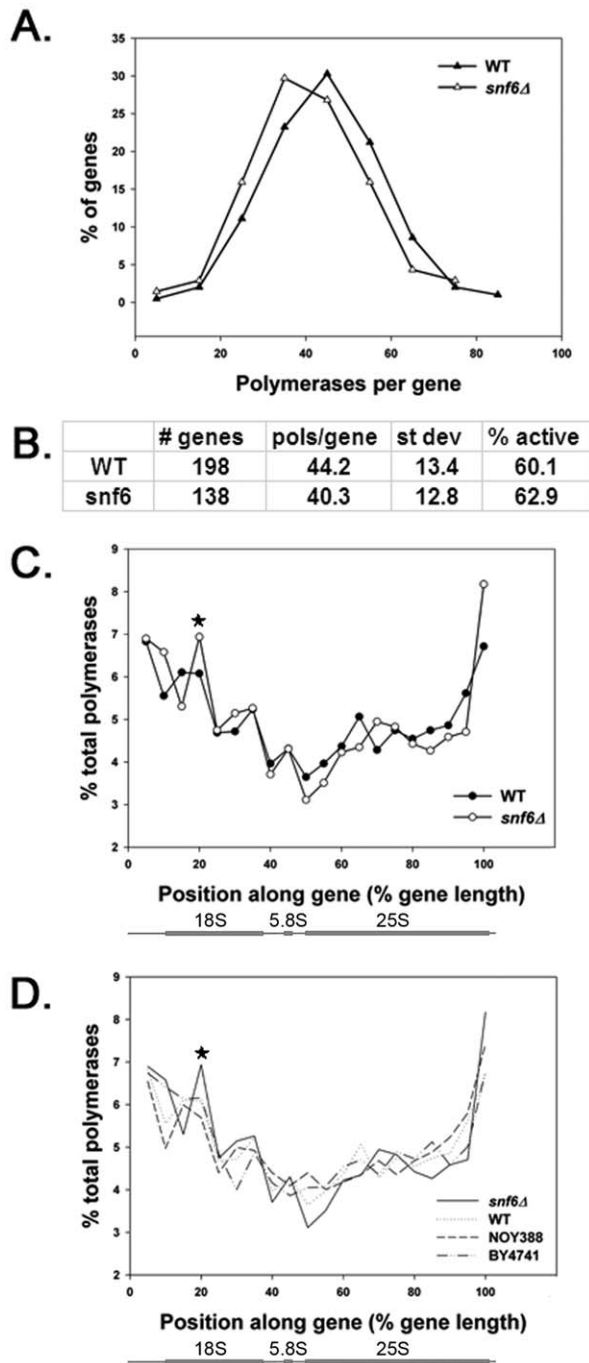 A.
% of genes
35
30
25
20
15
10
5
0
WT
snf6Δ
0 20 40 60 80 100
Polymerases per gene
B.
# genes pols/gene st dev % active
WT 198 44.2 13.4 60.1
snf6 138 40.3 12.8 62.9
C.
% total polymerases
9
8
7
6
5
4
3
2
WT
snf6Δ
0 20 40 60 80 100
Position along gene (% gene length)
18S 5.8S 25S
D.
% total polymerases
9
8
7
6
5
4
3
2
snf6Δ
WT
NOY388
BY4741
0 20 40 60 80 100
Position along gene (% gene length)
18S 5.8S 25S